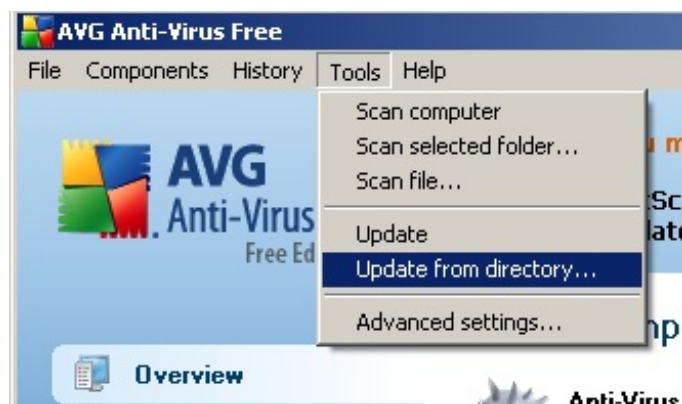 AVG Anti-Virus Free
File Components History Tools Help
Scan computer
Scan selected folder...
Scan file...
Update
Update from directory...
Advanced settings...
AVG
Anti-Virus
Free Ed
Overview
Anti-Virus